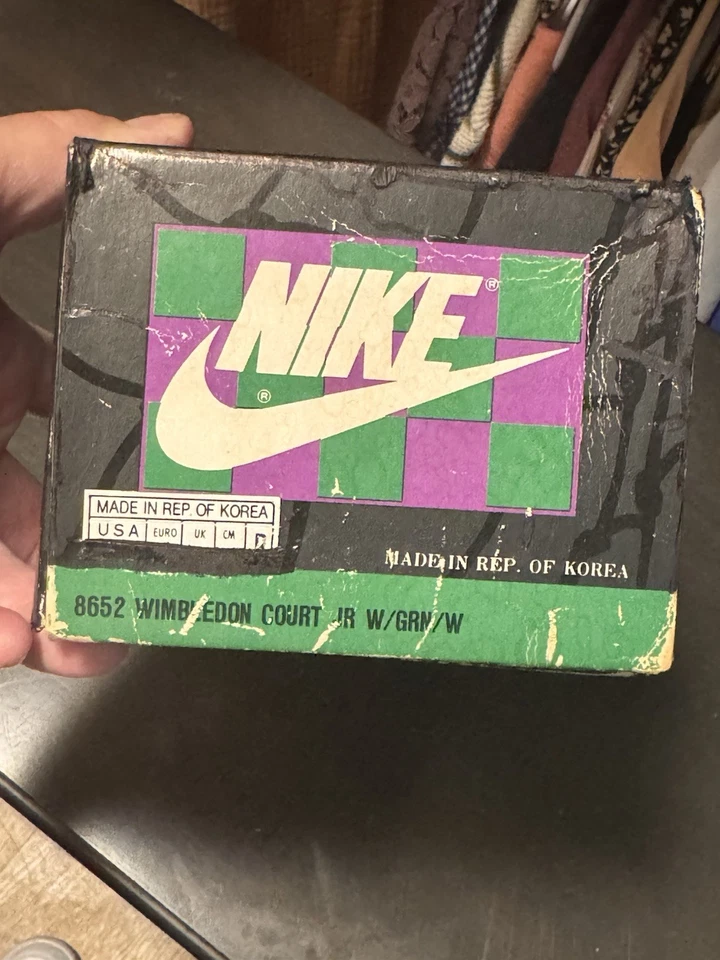 NIKE®
®
MADE IN REP. OF KOREA
USA EURO UK CM
MADE IN REP. OF KOREA
8652 WIMBLEDON COURT JR W/GRN/W